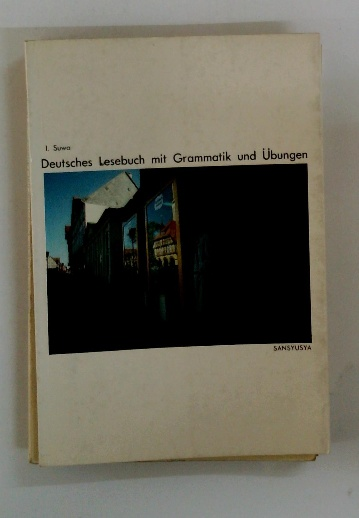 I. Suwa
Deutsches Lesebuch mit Grammatik und Übungen
SANSYUSYA